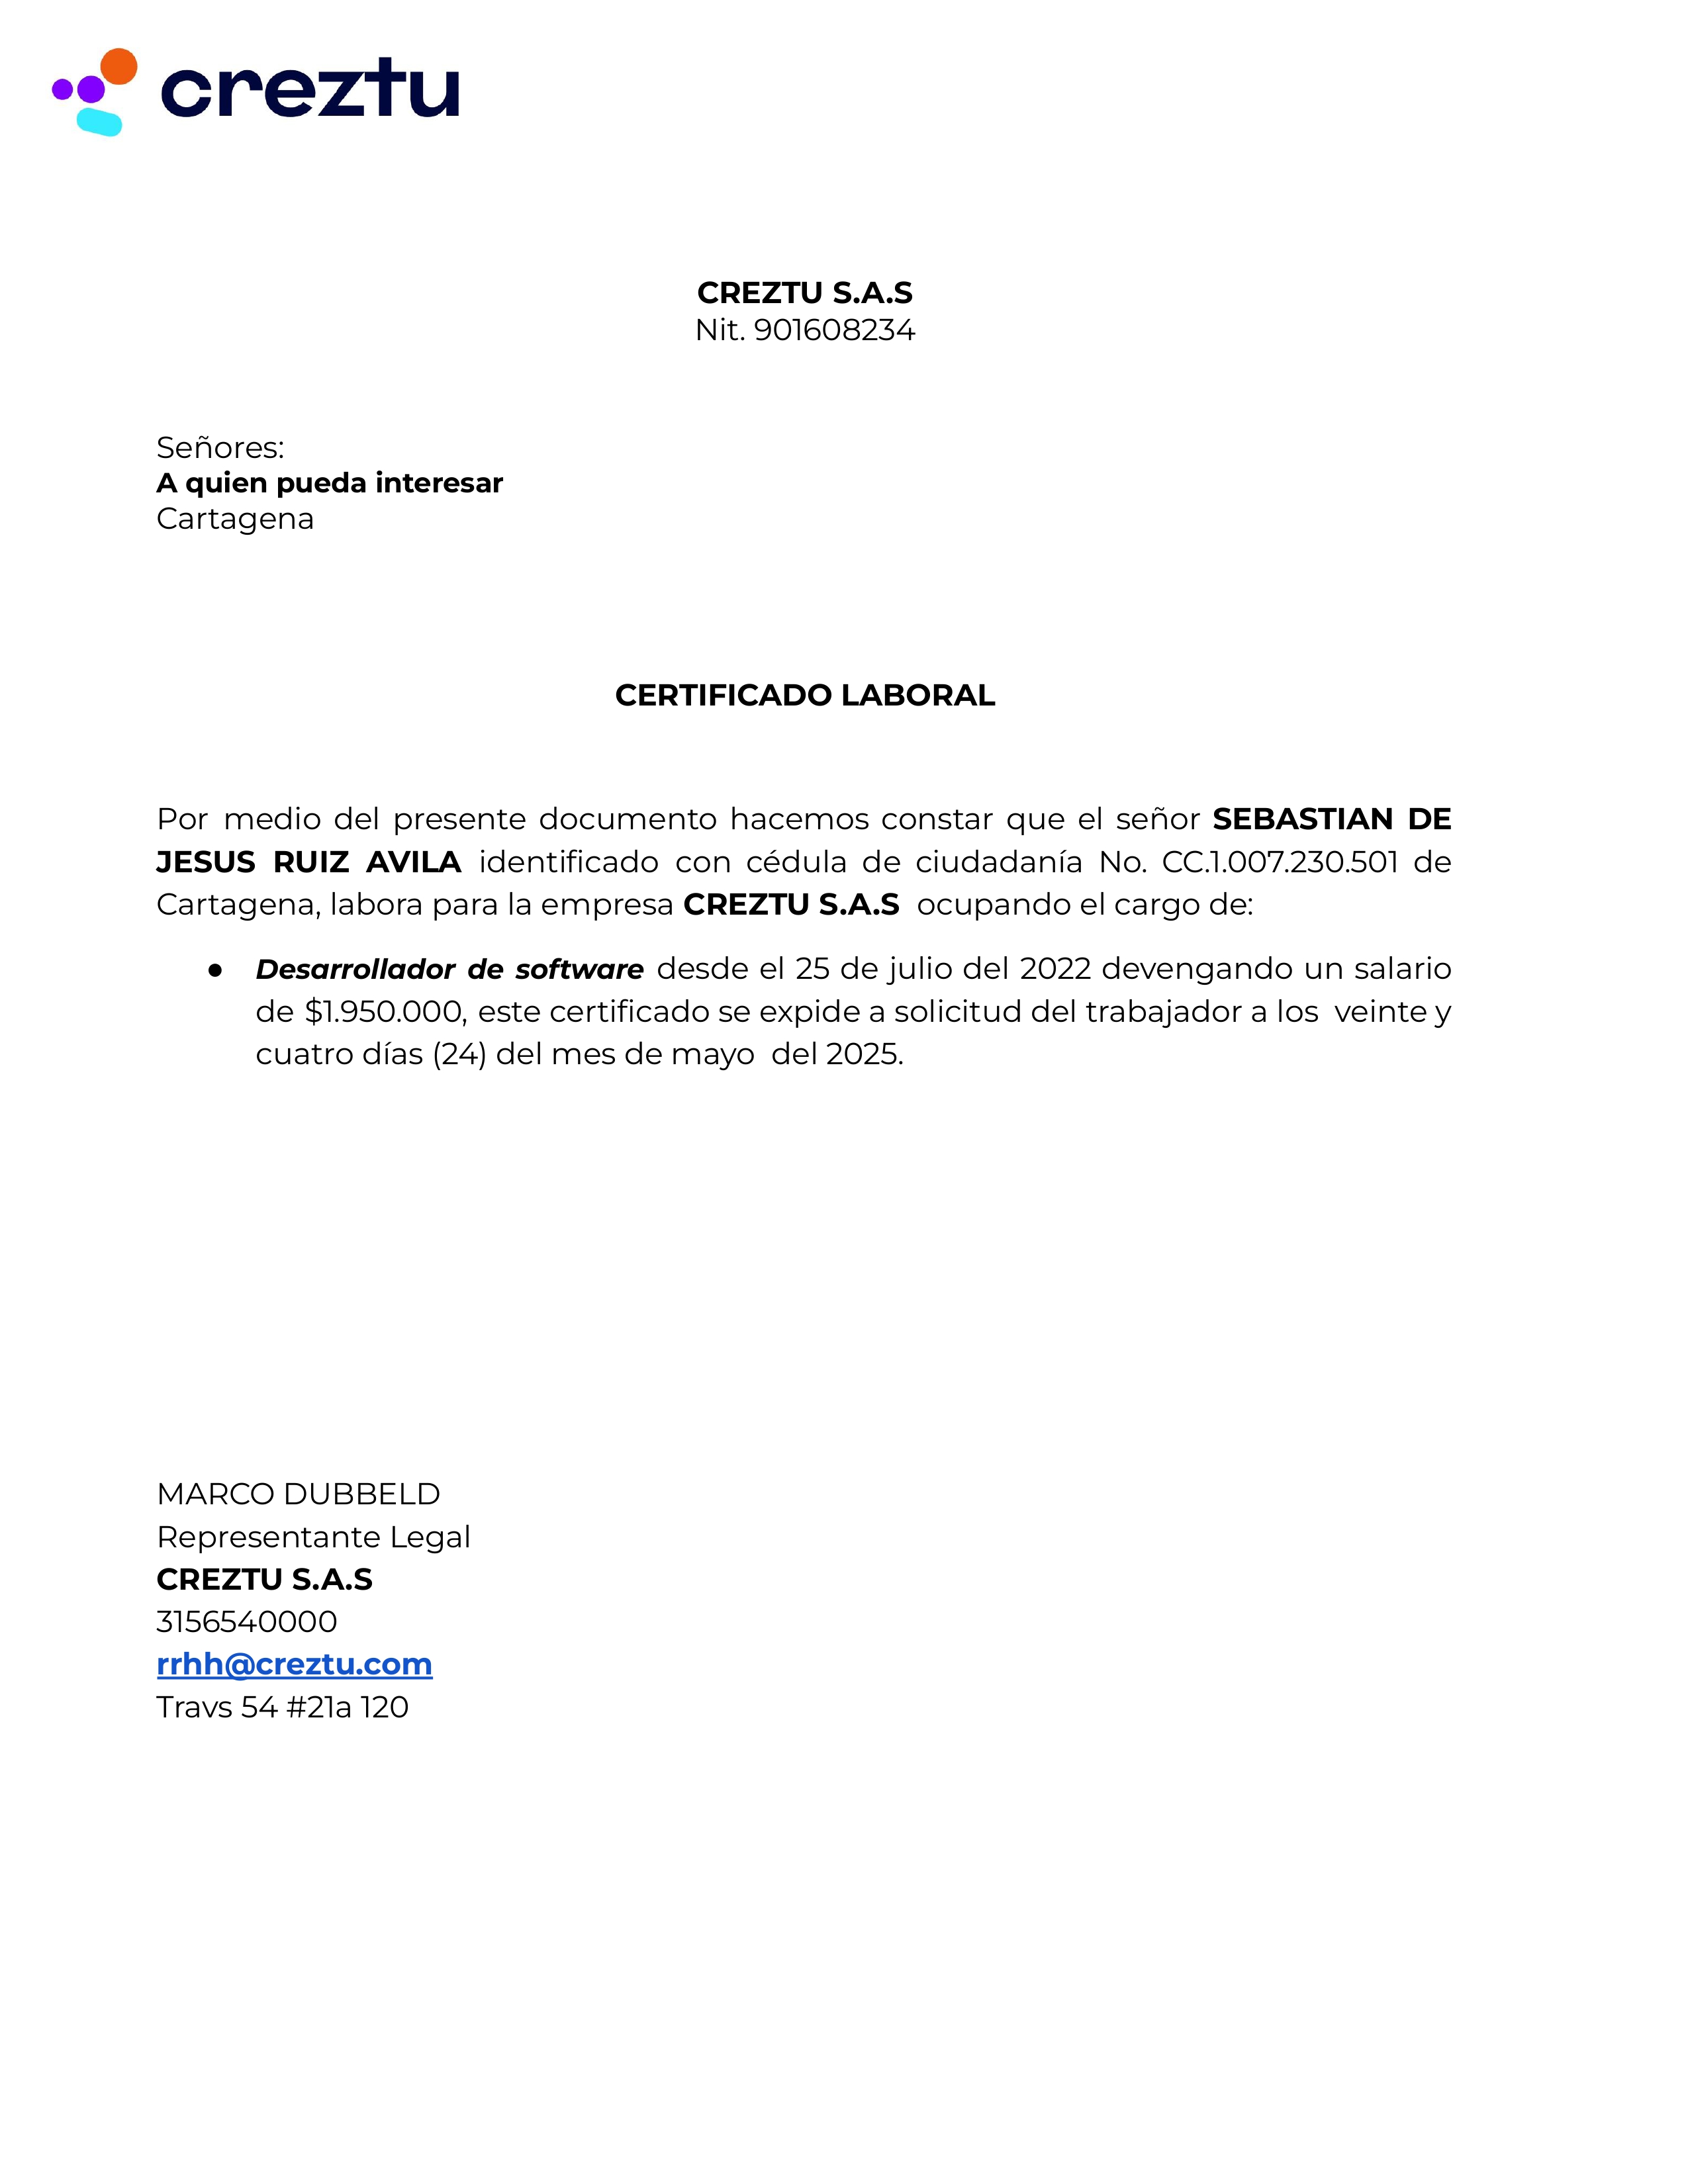 creztu
CREZTU S.A.S
Nit. 901608234
Señores:
A quien pueda interesar
Cartagena
CERTIFICADO LABORAL
Por medio del presente documento hacemos constar que el señor SEBASTIAN DE
JESUS RUIZ AVILA identificado con cédula de ciudadanía No. CC.1.007.230.501 de
Cartagena, labora para la empresa CREZTU S.A.S ocupando el cargo de:
● Desarrollador de software desde el 25 de julio del 2022 devengando un salario
de $1.950.000, este certificado se expide a solicitud del trabajador a los veinte y
cuatro días (24) del mes de mayo del 2025.
MARCO DUBBELD
Representante Legal
CREZTU S.A.S
3156540000
rrhh@creztu.com
Travs 54 #21a 120